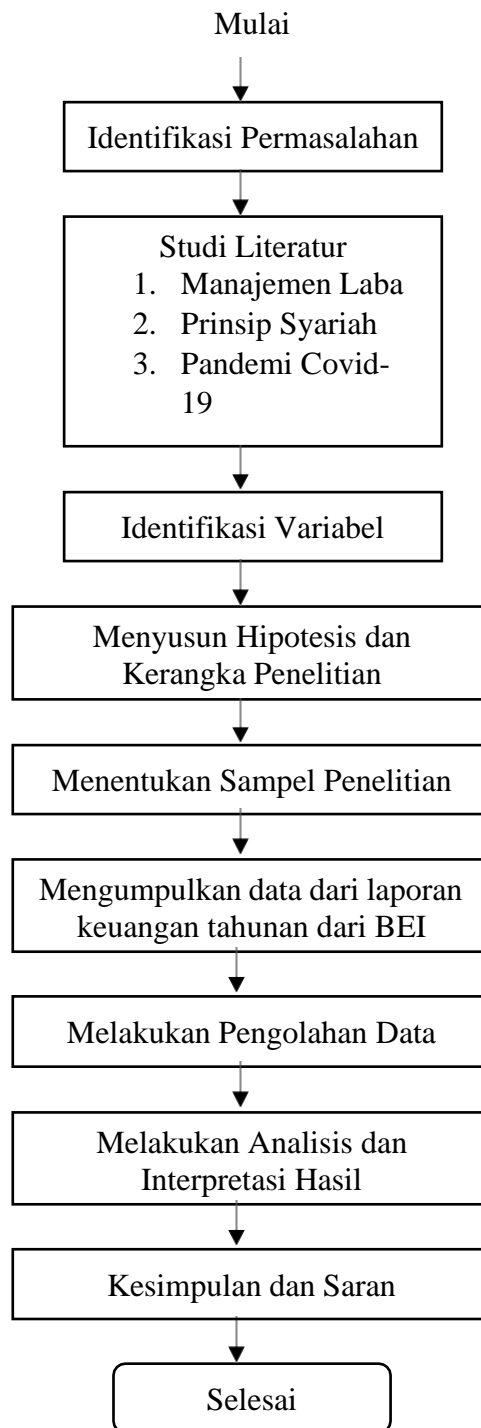 Mulai
Identifikasi Permasalahan
Studi Literatur
1. Manajemen Laba
2. Prinsip Syariah
3. Pandemi Covid-
19
Identifikasi Variabel
Menyusun Hipotesis dan
Kerangka Penelitian
Menentukan Sampel Penelitian
Mengumpulkan data dari laporan
keuangan tahunan dari BEI
Melakukan Pengolahan Data
Melakukan Analisis dan
Interpretasi Hasil
Kesimpulan dan Saran
Selesai